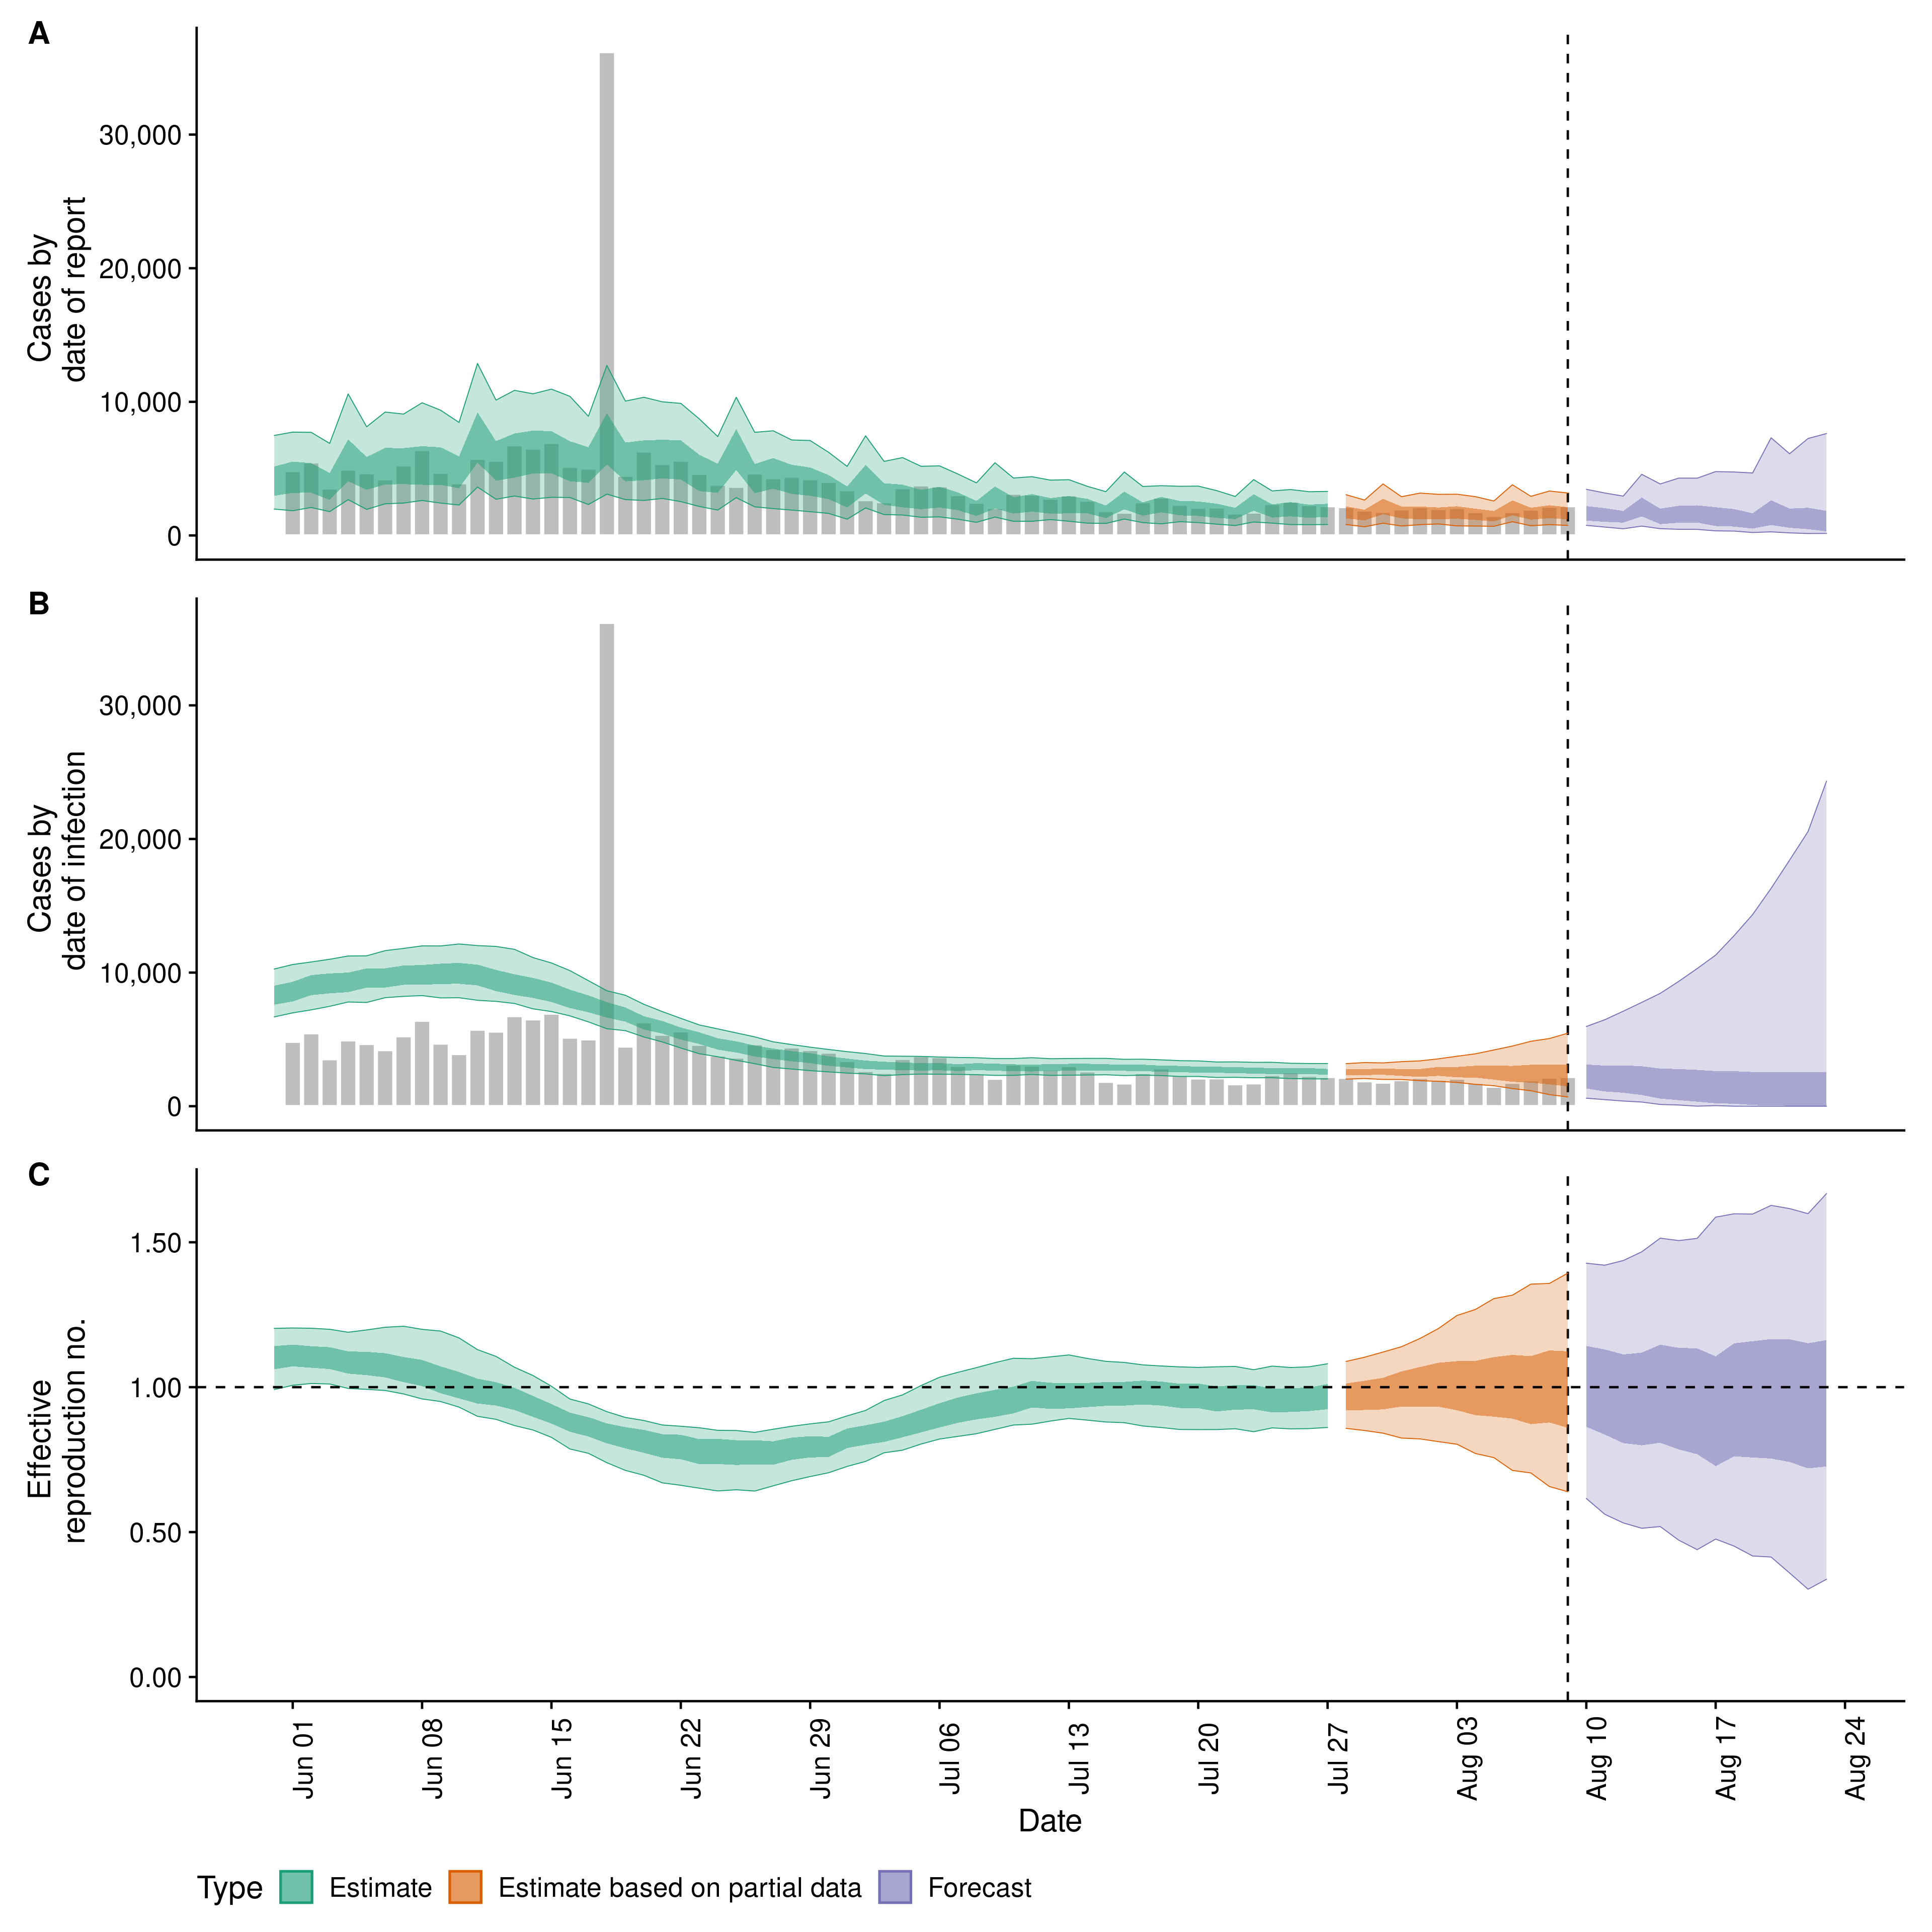 A
Cases by
date of report
30,000
20,000
10,000
0
B
Cases by
date of infection
30,000
20,000
10,000
0
C
Effective
reproduction no.
1.50
1.00
0.50
0.00
Jun 01
Jun 08
Jun 15
Jun 22
Jun 29
Jul 06
Jul 13
Jul 20
Jul 27
Aug 03
Aug 10
Aug 17
Aug 24
Date
Type
Estimate
Estimate based on partial data
Forecast